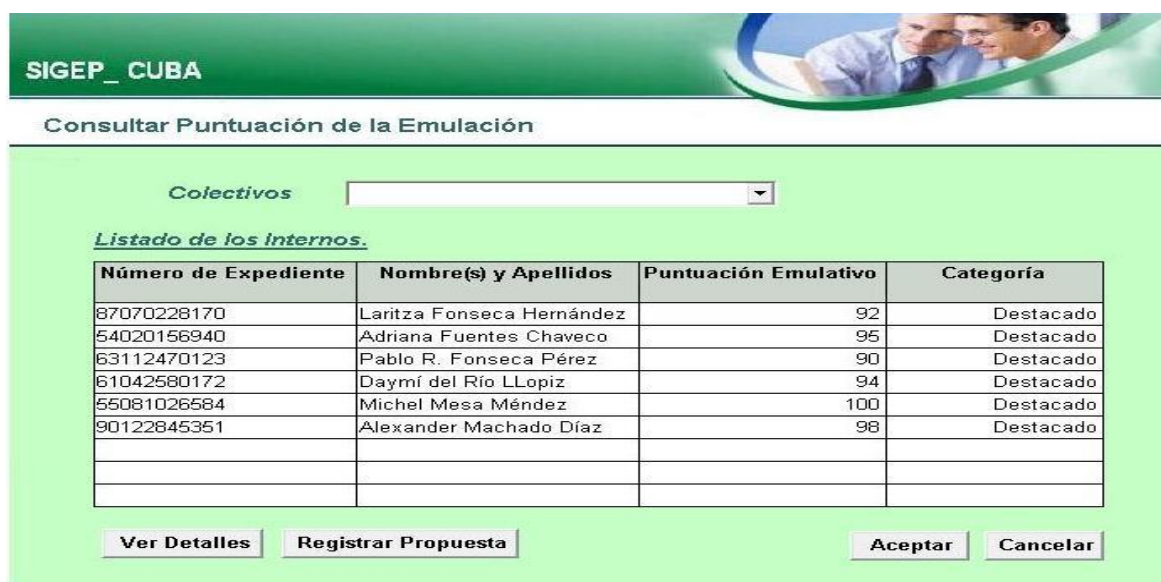 SIGEP_ CUBA
Consultar Puntuación de la Emulación
Colectivos
Listado de los Internos.
Número de Expediente Nombre(s) y Apellidos Puntuación Emulativo Categoría
87070228170 Laritza Fonseca Hernández 92 Destacado
54020156940 Adriana Fuentes Chaveco 95 Destacado
63112470123 Pablo R. Fonseca Pérez 90 Destacado
61042580172 Daymí del Río LLopiz 94 Destacado
55081026584 Michel Mesa Méndez 100 Destacado
90122845351 Alexander Machado Díaz 98 Destacado
Ver Detalles Registrar Propuesta Aceptar Cancelar